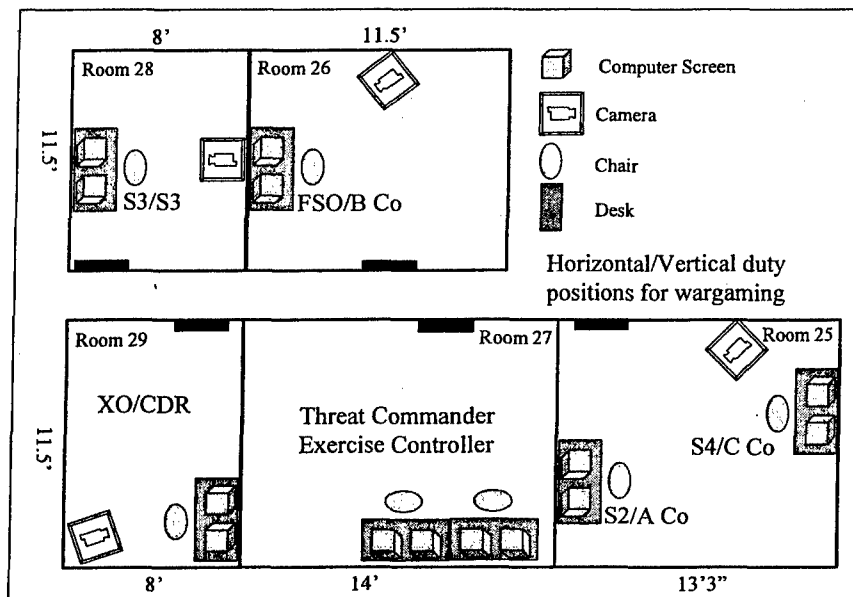 8’ 11.5’
Room 28 Room 26
Computer Screen
Camera
11.5’
Chair
S3/S3 FSO/B Co
Desk
Horizontal/Vertical duty
positions for wargaming
Room 29 Room 27 Room 25
XO/CDR
Threat Commander
Exercise Controller
11.5’
S4/C Co
S2/A Co
8’ 14’ 13’3”